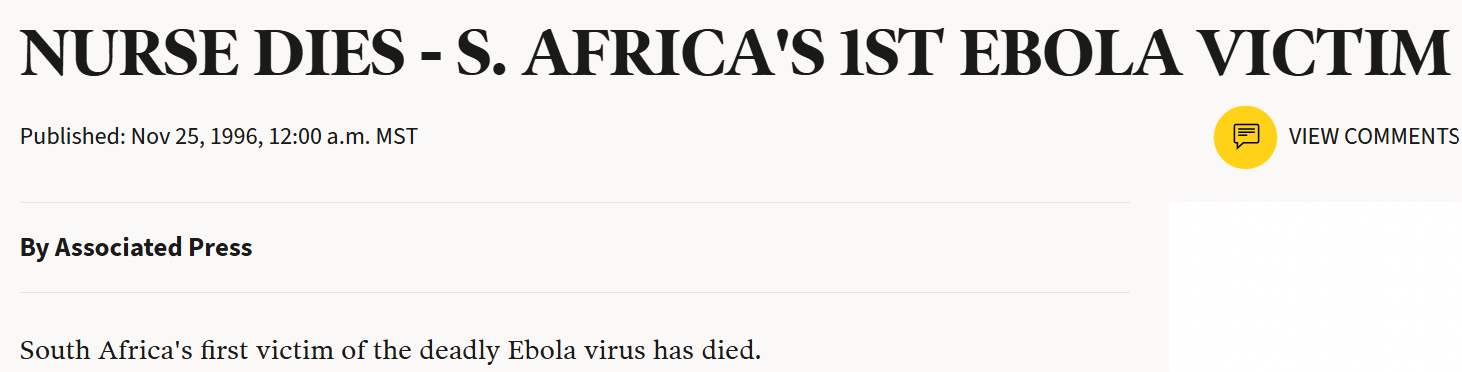 NURSE DIES - S. AFRICA'S 1ST EBOLA VICTIM
Published: Nov 25, 1996, 12:00 a.m. MST
VIEW COMMENTS
By Associated Press
South Africa's first victim of the deadly Ebola virus has died.